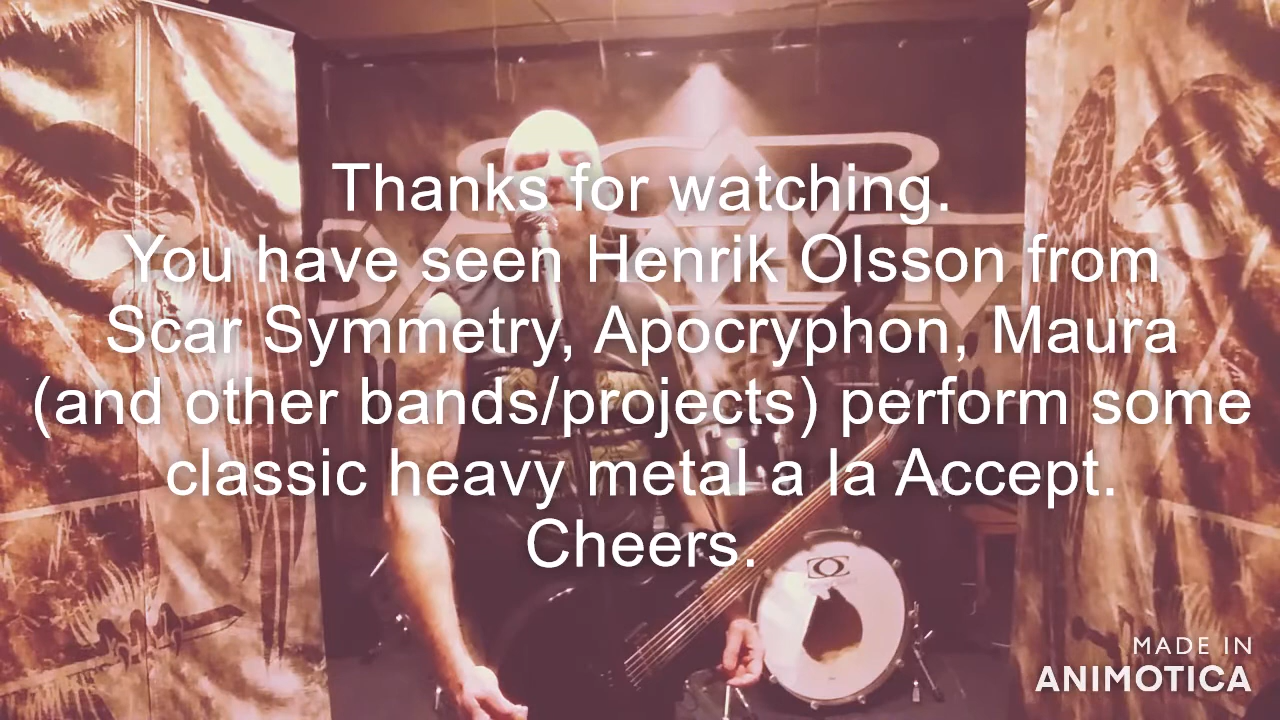 Thanks for watching.
You have seen Henrik Olsson from
Scar Symmetry, Apocryphon, Maura
(and other bands/projects) perform some
classic heavy metal a la Accept.
Cheers.
MADE IN
ANIMOTICA